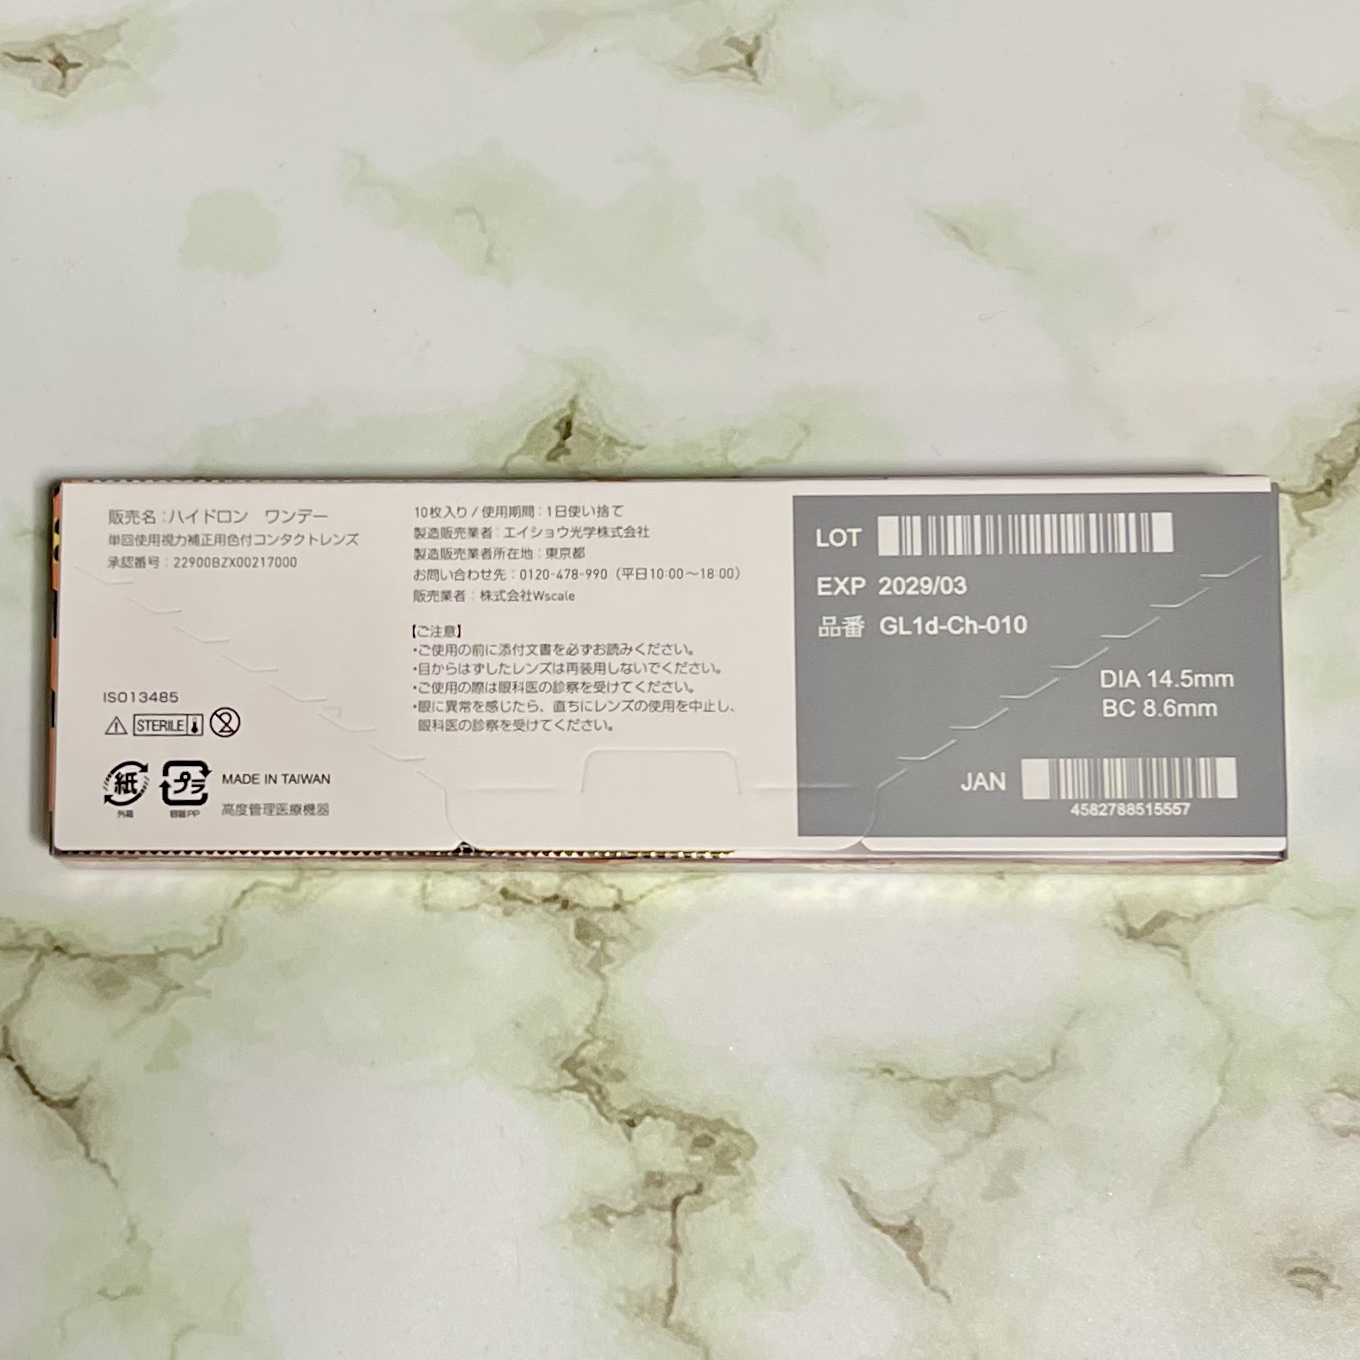 販売名：ハイドロン　ワンデー
単回使用視力補正用色付コンタクトレンズ
承認番号：22900BZX00217000
ISO13485
STERILE
紙
外箱
プラ
容器PP
MADE IN TAIWAN
高度管理医療機器
10枚入り / 使用期間：1日使い捨て
製造販売業者：エイショウ光学株式会社
製造販売業者所在地：東京都
お問い合わせ先：0120-478-990（平日10:00～18:00）
販売業者：株式会社Wscale
【ご注意】
・ご使用の前に添付文書を必ずお読みください。
・目からはずしたレンズは再装用しないでください。
・ご使用の際は眼科医の診察を受けてください。
・眼に異常を感じたら、直ちにレンズの使用を中止し、
眼科医の診察を受けてください。
LOT
EXP 2029/03
品番 GL1d-Ch-010
DIA 14.5mm
BC 8.6mm
JAN
4582788515557